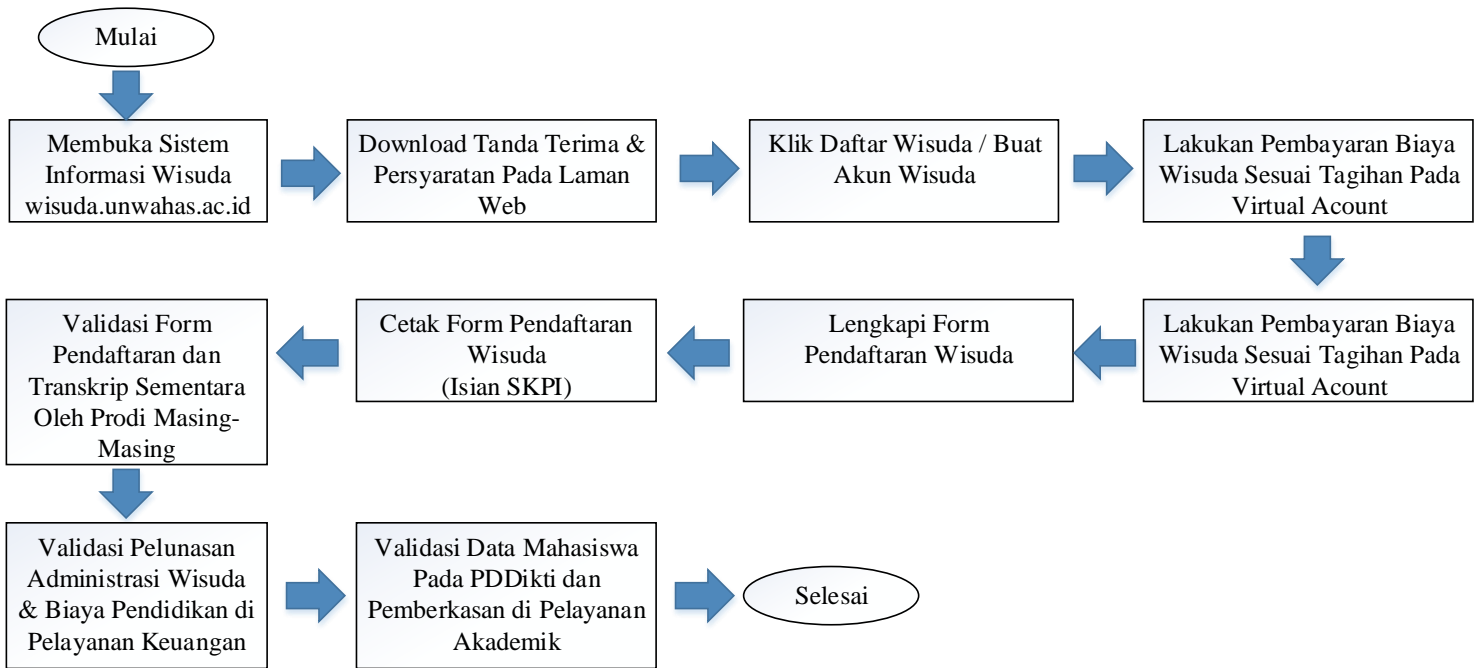 Mulai
Membuka Sistem
Informasi Wisuda
wisuda.unwahas.ac.id
Download Tanda Terima &
Persyaratan Pada Laman
Web
Klik Daftar Wisuda / Buat
Akun Wisuda
Lakukan Pembayaran Biaya
Wisuda Sesuai Tagihan Pada
Virtual Acount
Lakukan Pembayaran Biaya
Wisuda Sesuai Tagihan Pada
Virtual Acount
Lengkapi Form
Pendaftaran Wisuda
Cetak Form Pendaftaran
Wisuda
(Isian SKPI)
Validasi Form
Pendaftaran dan
Transkrip Sementara
Oleh Prodi Masing-
Masing
Validasi Pelunasan
Administrasi Wisuda
& Biaya Pendidikan di
Pelayanan Keuangan
Validasi Data Mahasiswa
Pada PDDikti dan
Pemberkasan di Pelayanan
Akademik
Selesai